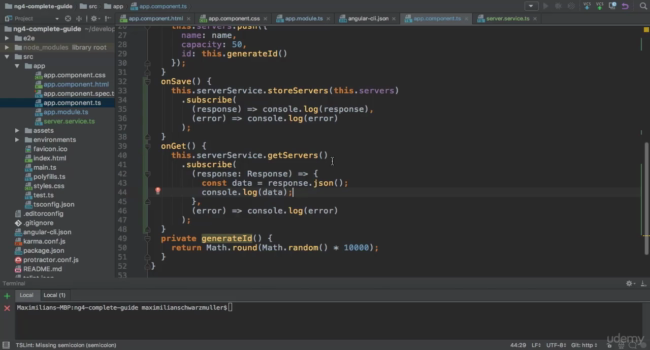 ng4-complete-guide
src
app
app.component.ts
app.component.html
app.component.css
app.module.ts
angular-cli.json
app.component.ts
server.service.ts
Project
ng4-complete-guide
e2e
node_modules library root
src
app
app.component.css
app.component.html
app.component.spec.t
app.component.ts
app.module.ts
server.service.ts
assets
environments
favicon.ico
index.html
main.ts
polyfills.ts
styles.css
test.ts
tsconfig.json
.editorconfig
.gitignore
angular-cli.json
karma.conf.js
package.json
protractor.conf.js
README.md
27 name: name,
28 capacity: 50,
29 id: this.generateId()
30 });
31 }
32 onSave() {
33 this.serverService.storeServers(this.servers)
34 .subscribe(
35 (response) => console.log(response),
36 (error) => console.log(error)
37 );
38 }
39 onGet() {
40 this.serverService.getServers()
41 .subscribe(
42 (response: Response) => {
43 const data = response.json();
44 console.log(data);
45 },
46 (error) => console.log(error)
47 );
48 }
49 private generateId() {
50 return Math.round(Math.random() * 10000);
51 }
52 }
Terminal
Local Local (1)
Maximilians-MBP:ng4-complete-guide maximilianschwarzmuller$
TSLint: Missing semicolon (semicolon)
44:29 LF UTF-8 Git: http
udemy